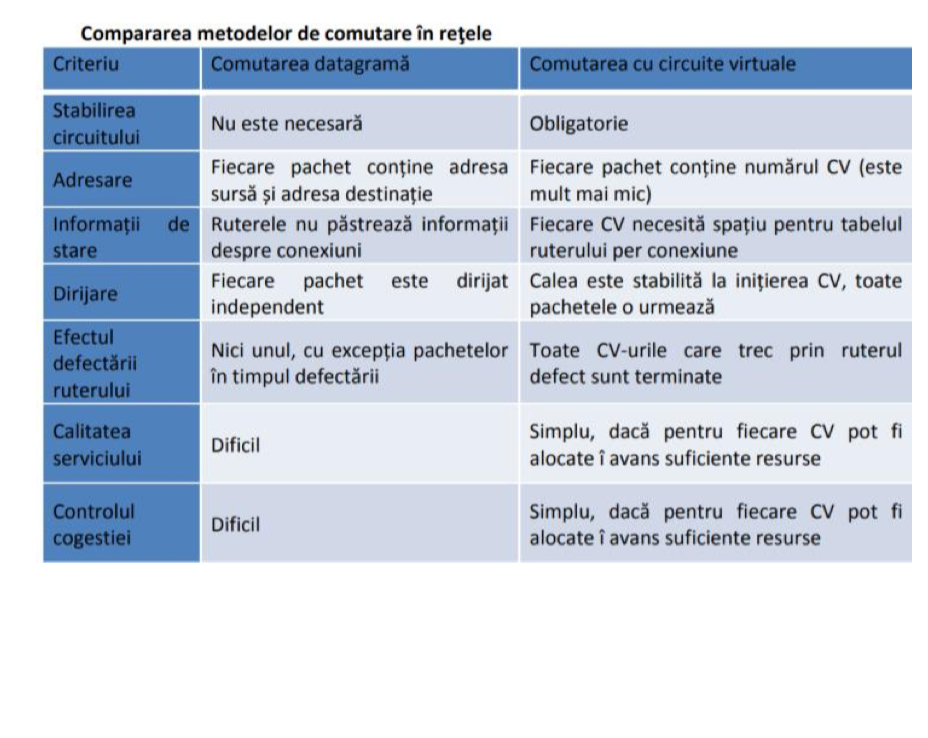 Compararea metodelor de comutare în reţele
Criteriu
Comutarea datagramă
Comutarea cu circuite virtuale
Stabilirea
circuitului
Nu este necesară
Obligatorie
Adresare
Fiecare pachet conține adresa
sursă și adresa destinație
Fiecare pachet conține numărul CV (este
mult mai mic)
Informații de
stare
Ruterele nu păstrează informații
despre conexiuni
Fiecare CV necesită spațiu pentru tabelul
ruterului per conexiune
Dirijare
Fiecare pachet este dirijat
independent
Calea este stabilită la inițierea CV, toate
pachetele o urmează
Efectul
defectării
ruterului
Nici unul, cu excepția pachetelor
în timpul defectării
Toate CV-urile care trec prin ruterul
defect sunt terminate
Calitatea
serviciului
Dificil
Simplu, dacă pentru fiecare CV pot fi
alocate î avans suficiente resurse
Controlul
cogestiei
Dificil
Simplu, dacă pentru fiecare CV pot fi
alocate î avans suficiente resurse